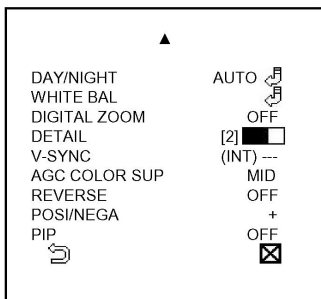 DAY/NIGHT AUTO
WHITE BAL
DIGITAL ZOOM OFF
DETAIL [2]
V-SYNC (INT) ---
AGC COLOR SUP MID
REVERSE OFF
POSI/NEGA +
PIP OFF